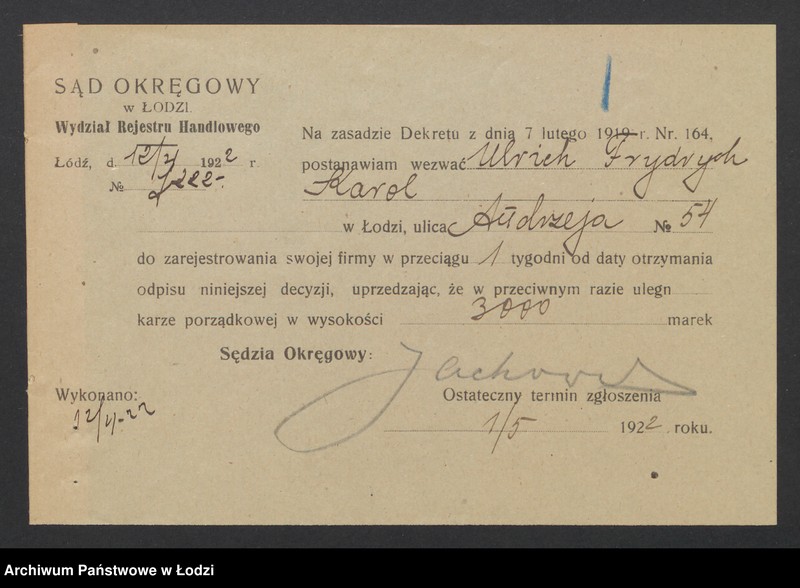 SĄD OKRĘGOWY
w ŁODZI.
Wydział Rejestru Handlowego
Łódź, d. 12/4 1922 r.
№ 1222
Na zasadzie Dekretu z dnia 7 lutego 1919 r. Nr. 164,
postanawiam wezwać Ulrich Frydrych
Karol
w Łodzi, ulica Andrzeja № 54
do zarejestrowania swojej firmy w przeciągu 1 tygodni od daty otrzymania
odpisu niniejszej decyzji, uprzedzając, że w przeciwnym razie ulegn
karze porządkowej w wysokości 3000 marek
Sędzia Okręgowy:
Wykonano:
12/4-22
Ostateczny termin zgłoszenia
1/5 1922 roku.
Archiwum Państwowe w Łodzi